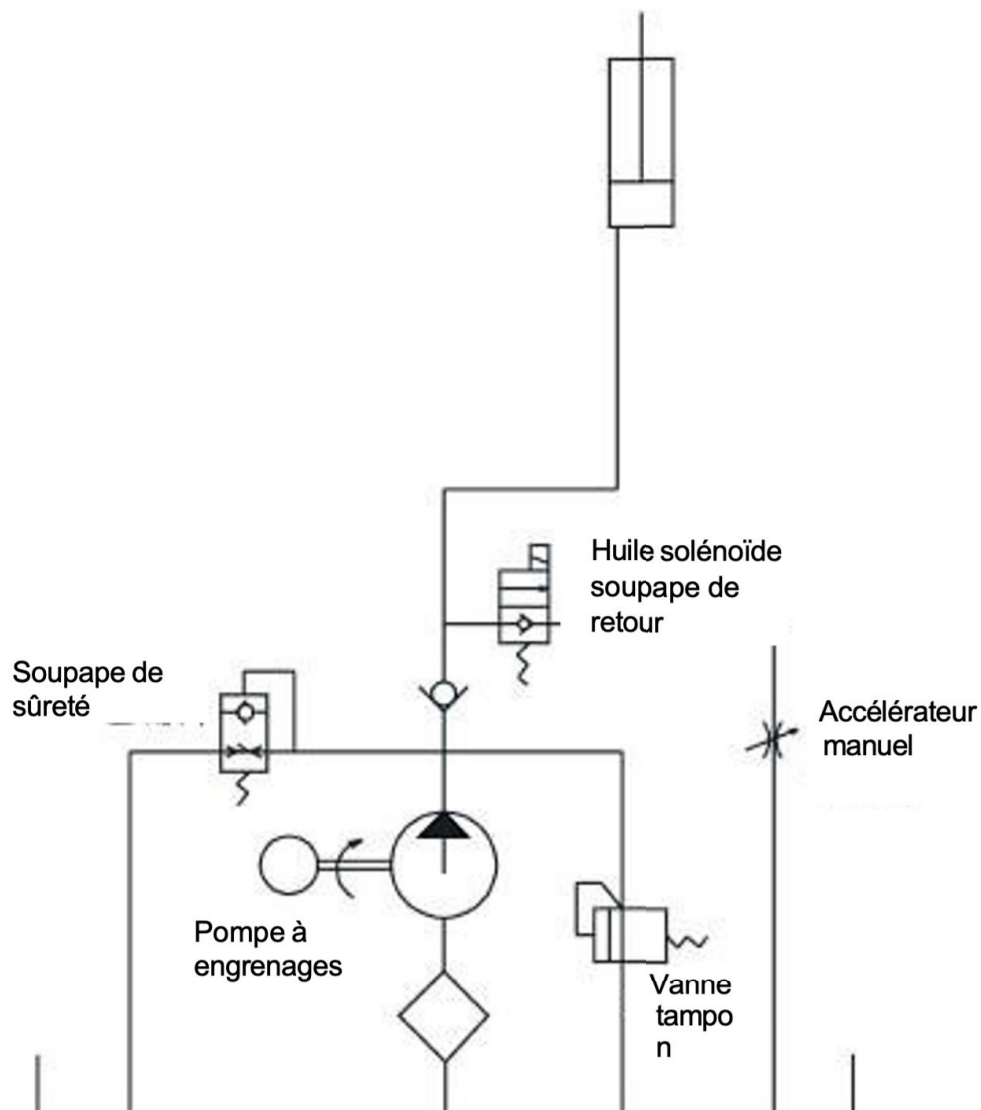 Huile solénoïde
soupape de
retour
Soupape de
sûreté
Accélérateur
manuel
Pompe à
engrenages
Vanne
tampo
n